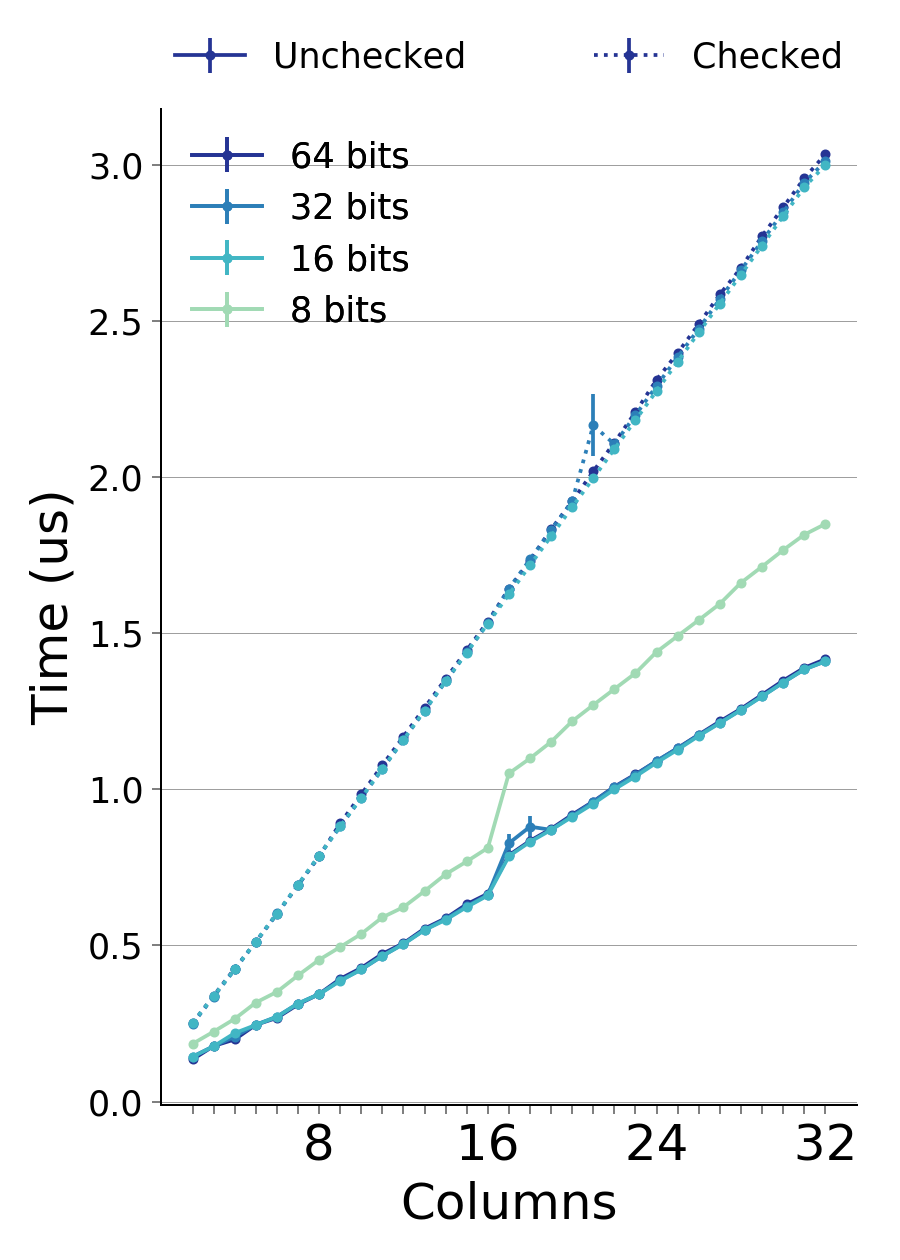 Unchecked Checked
64 bits
32 bits
16 bits
8 bits
3.0
2.5
2.0
1.5
1.0
0.5
0.0
Time (us)
8 16 24 32
Columns